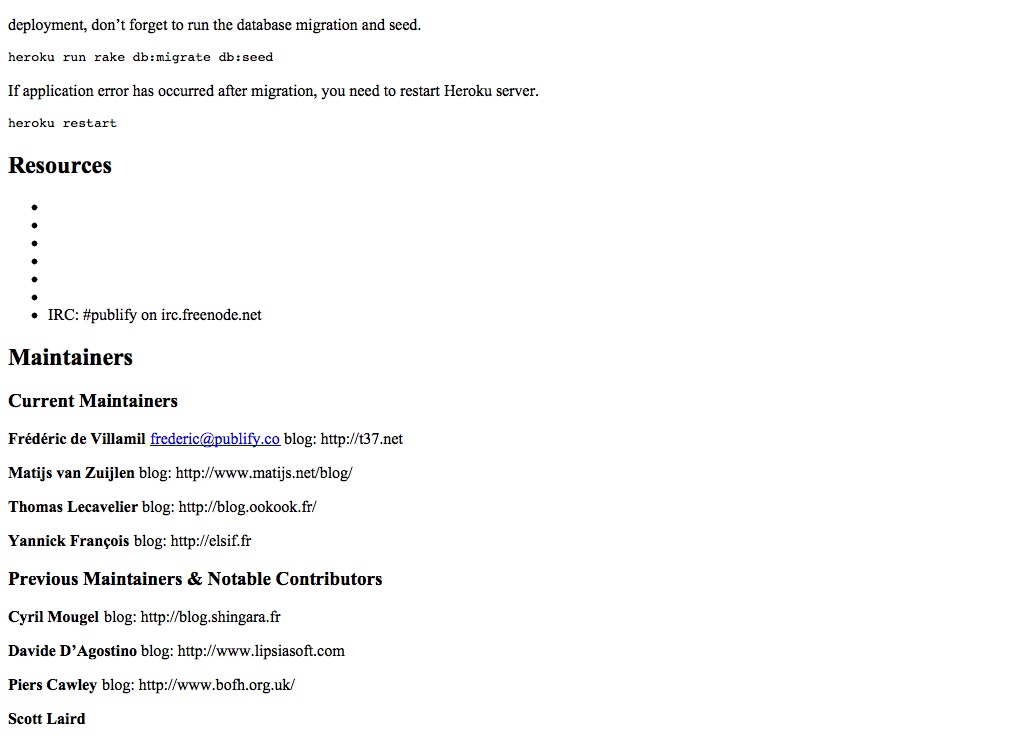 deployment, don’t forget to run the database migration and seed.
heroku run rake db:migrate db:seed
If application error has occurred after migration, you need to restart Heroku server.
heroku restart
Resources
IRC: #publify on irc.freenode.net
Maintainers
Current Maintainers
Frédéric de Villamil frederic@publify.co blog: http://t37.net
Matijs van Zuijlen blog: http://www.matijs.net/blog/
Thomas Lecavelier blog: http://blog.ookook.fr/
Yannick François blog: http://elsif.fr
Previous Maintainers & Notable Contributors
Cyril Mougel blog: http://blog.shingara.fr
Davide D’Agostino blog: http://www.lipsiasoft.com
Piers Cawley blog: http://www.bofh.org.uk/
Scott Laird